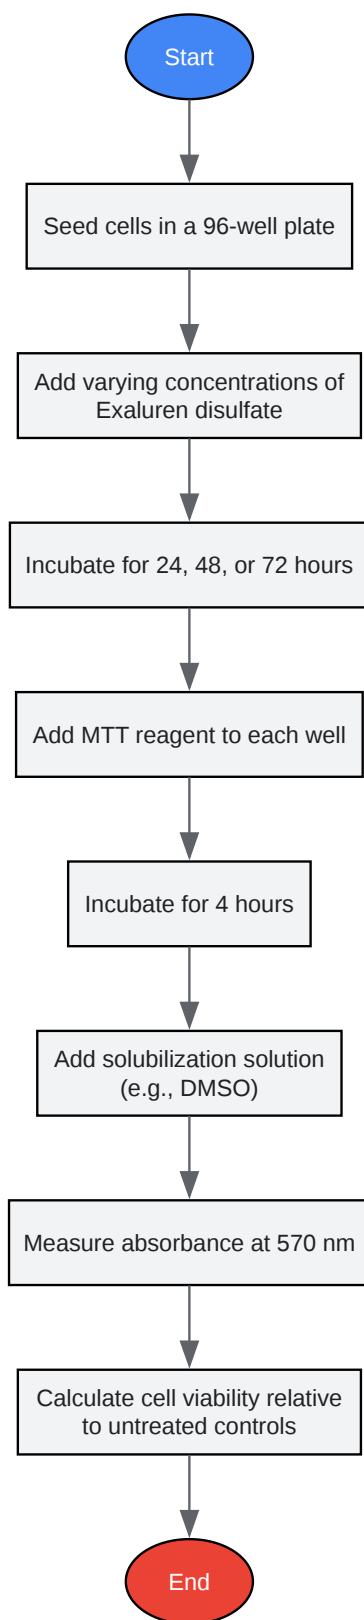 Start
Seed cells in a 96-well plate
Add varying concentrations of
Exaluren disulfate
Incubate for 24, 48, or 72 hours
Add MTT reagent to each well
Incubate for 4 hours
Add solubilization solution
(e.g., DMSO)
Measure absorbance at 570 nm
Calculate cell viability relative
to untreated controls
End